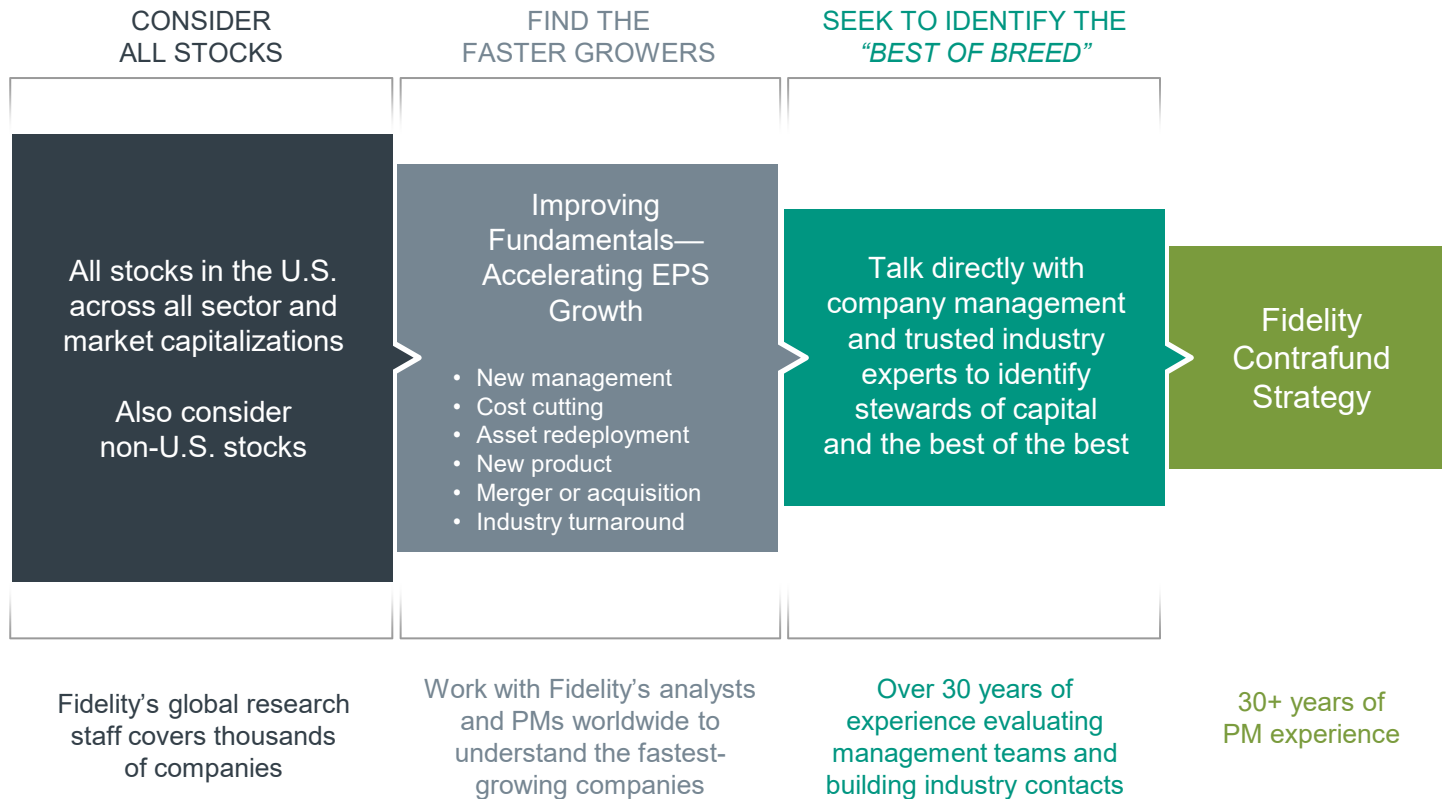 CONSIDER
ALL STOCKS
FIND THE
FASTER GROWERS
SEEK TO IDENTIFY THE
“BEST OF BREED”
All stocks in the U.S.
across all sector and
market capitalizations
Also consider
non-U.S. stocks
Improving
Fundamentals—
Accelerating EPS
Growth
• New management
• Cost cutting
• Asset redeployment
• New product
• Merger or acquisition
• Industry turnaround
Talk directly with
company management
and trusted industry
experts to identify
stewards of capital
and the best of the best
Fidelity
Contrafund
Strategy
Fidelity’s global research
staff covers thousands
of companies
Work with Fidelity’s analysts
and PMs worldwide to
understand the fastest-
growing companies
Over 30 years of
experience evaluating
management teams and
building industry contacts
30+ years of
PM experience